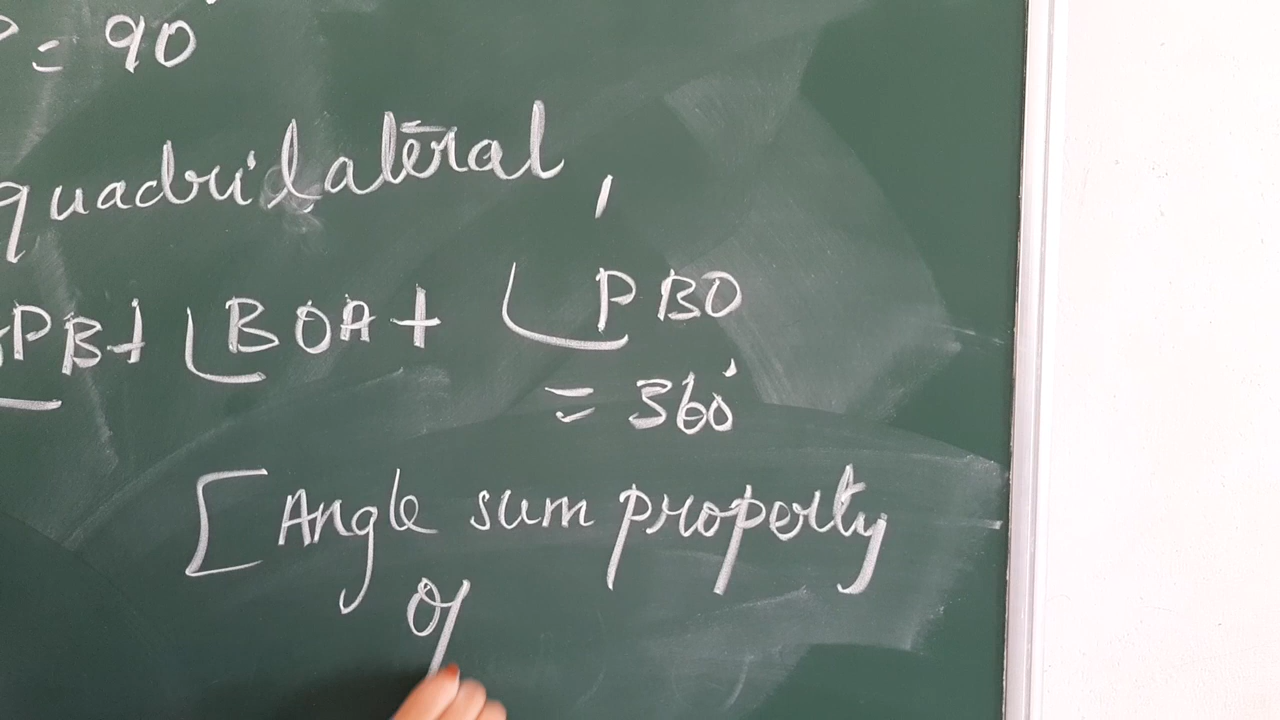 = 90°
quadrilateral,
PB + ∠BOA + ∠PBO
= 360°
[Angle sum property
of